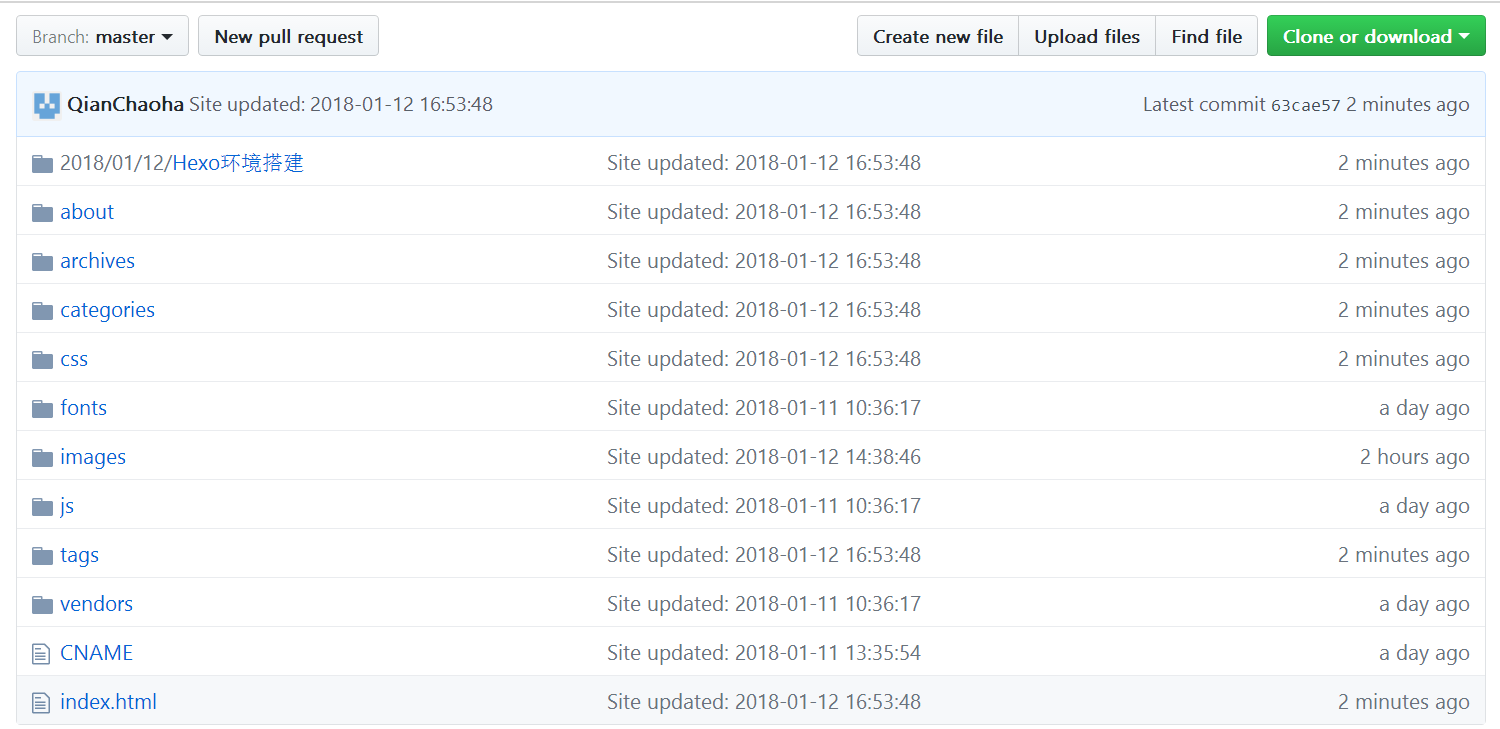 Branch: master New pull request Create new file Upload files Find file Clone or download
QianChaoha Site updated: 2018-01-12 16:53:48 Latest commit 63cae57 2 minutes ago
2018/01/12/Hexo环境搭建 Site updated: 2018-01-12 16:53:48 2 minutes ago
about Site updated: 2018-01-12 16:53:48 2 minutes ago
archives Site updated: 2018-01-12 16:53:48 2 minutes ago
categories Site updated: 2018-01-12 16:53:48 2 minutes ago
css Site updated: 2018-01-12 16:53:48 2 minutes ago
fonts Site updated: 2018-01-11 10:36:17 a day ago
images Site updated: 2018-01-12 14:38:46 2 hours ago
js Site updated: 2018-01-11 10:36:17 a day ago
tags Site updated: 2018-01-12 16:53:48 2 minutes ago
vendors Site updated: 2018-01-11 10:36:17 a day ago
CNAME Site updated: 2018-01-11 13:35:54 a day ago
index.html Site updated: 2018-01-12 16:53:48 2 minutes ago